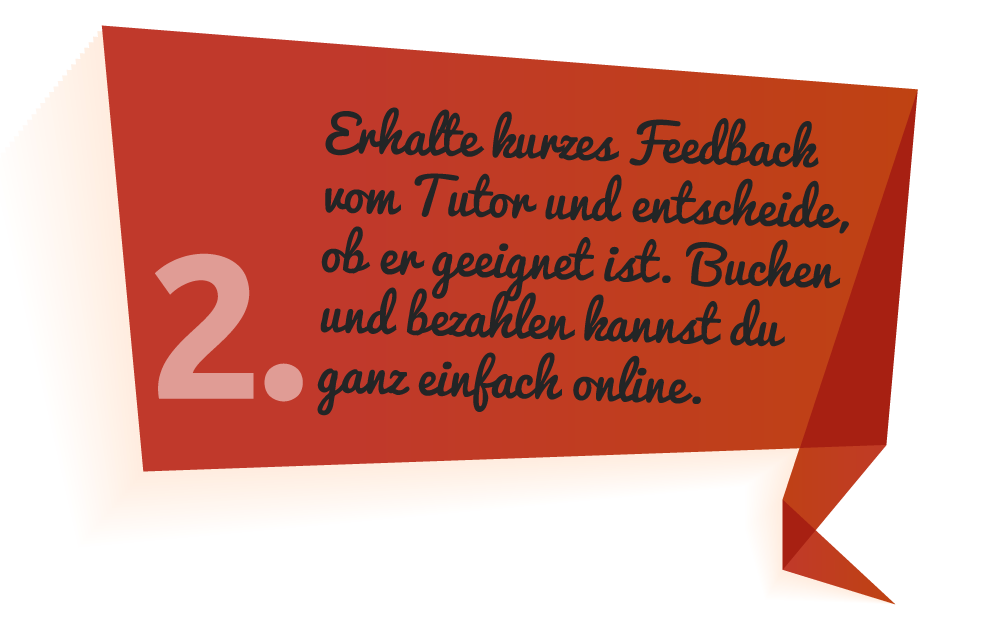 2.
Erhalte kurzes Feedback
vom Tutor und entscheide,
ob er geeignet ist. Buchen
und bezahlen kannst du
ganz einfach online.